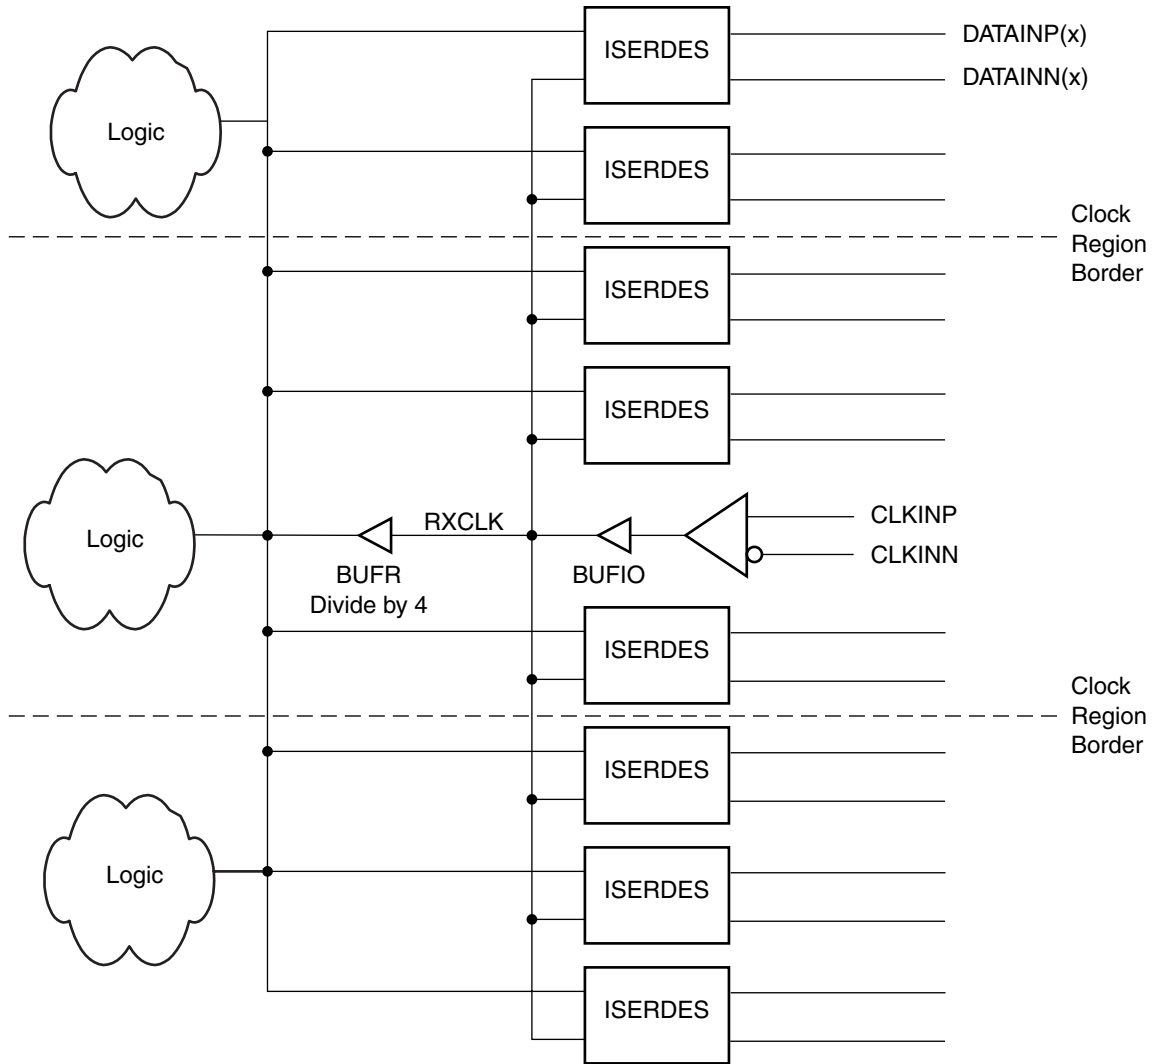 ISERDES
DATAINP(x)
DATAINN(x)
Logic
ISERDES
Clock
Region
Border
ISERDES
ISERDES
RXCLK
CLKINP
Logic
CLKINN
BUFR
BUFIO
Divide by 4
ISERDES
Clock
Region
Border
ISERDES
Logic
ISERDES
ISERDES